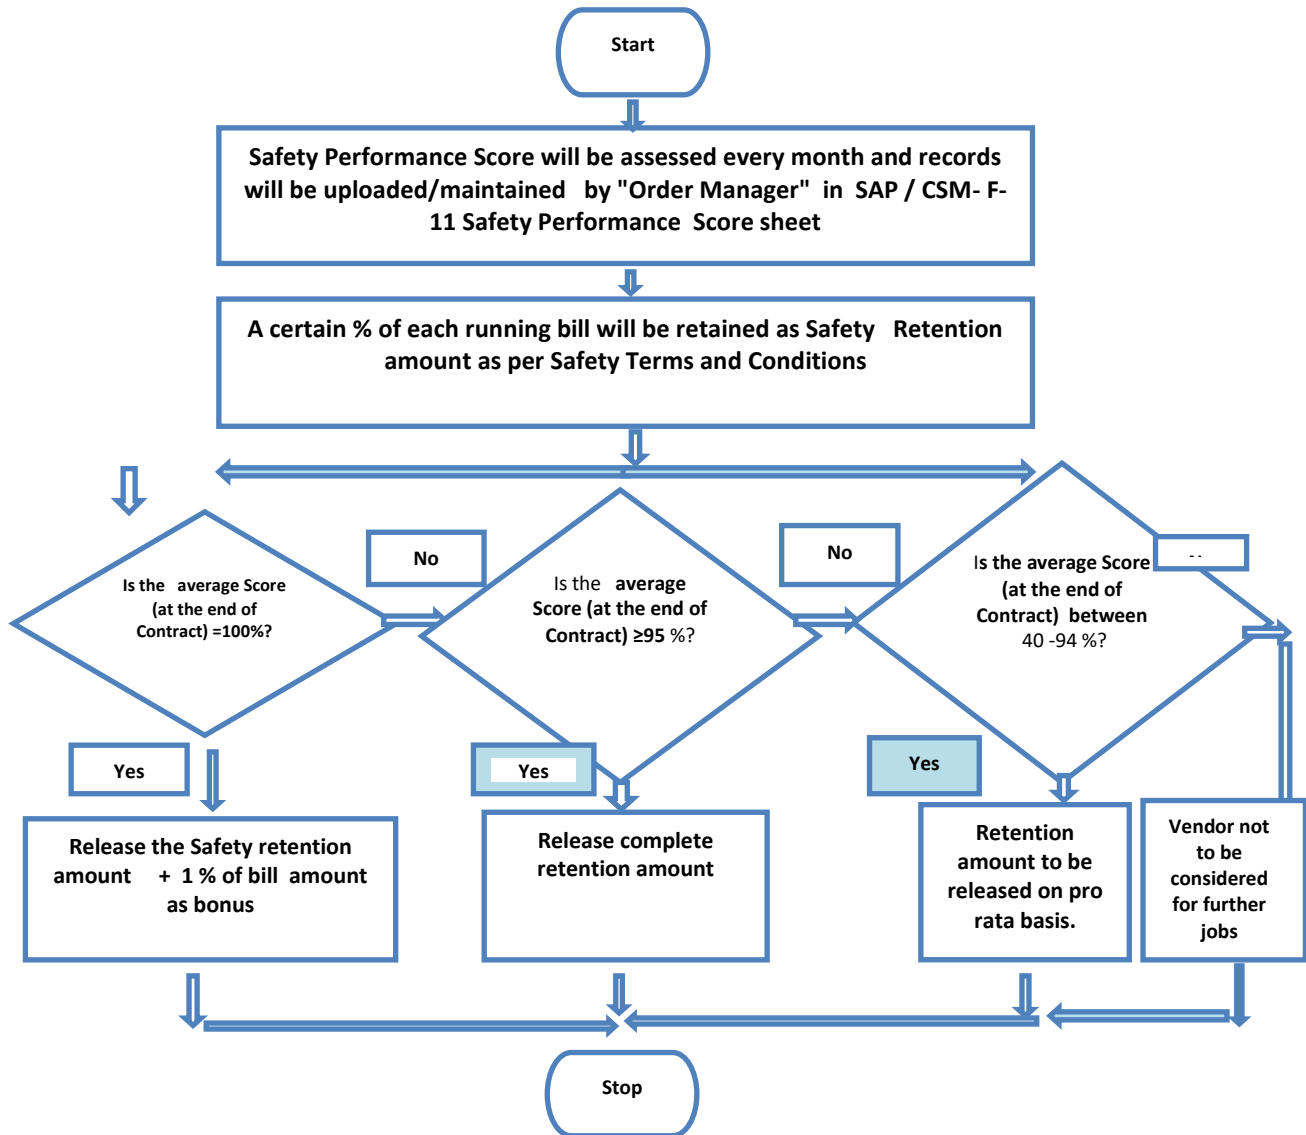 Start
Safety Performance Score will be assessed every month and records
will be uploaded/maintained by "Order Manager" in SAP / CSM- F-
11 Safety Performance Score sheet
A certain % of each running bill will be retained as Safety Retention
amount as per Safety Terms and Conditions
No
No
Is the average Score
(at the end of
Contract) =100%?
Is the average
Score (at the end of
Contract) ≥95 %?
Is the average Score
(at the end of
Contract) between
40 -94 %?
Yes
Yes
Yes
Release the Safety retention
amount + 1 % of bill amount
as bonus
Release complete
retention amount
Retention
amount to be
released on pro
rata basis.
Vendor not
to be
considered
for further
jobs
Stop